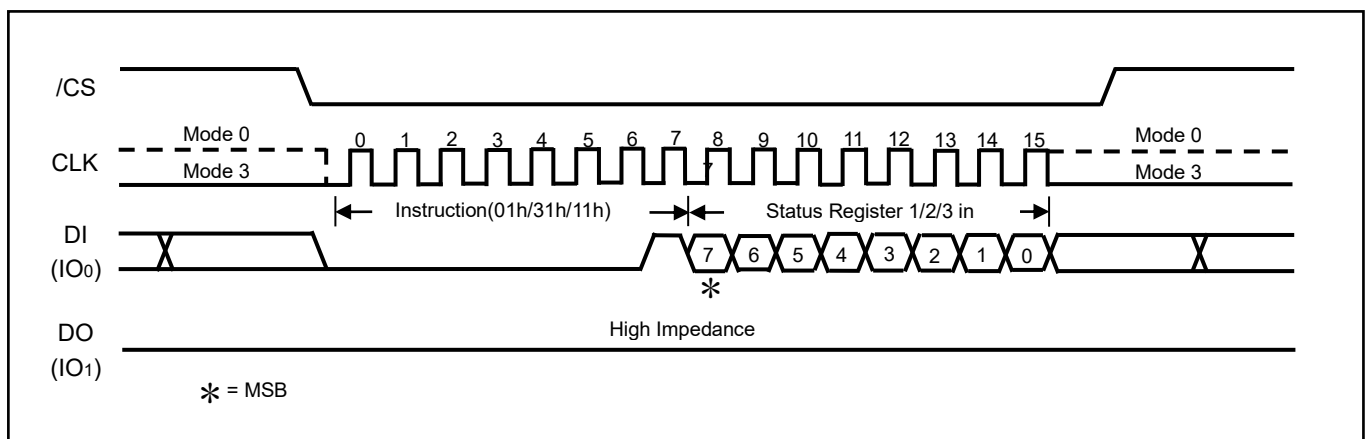 /CS
Mode 0
Mode 3
CLK
0 1 2 3 4 5 6 7 8 9 10 11 12 13 14 15
7
Mode 0
Mode 3
Instruction(01h/31h/11h)
Status Register 1/2/3 in
DI
(IO0)
7 6 5 4 3 2 1 0
*
High Impedance
DO
(IO1)
* = MSB